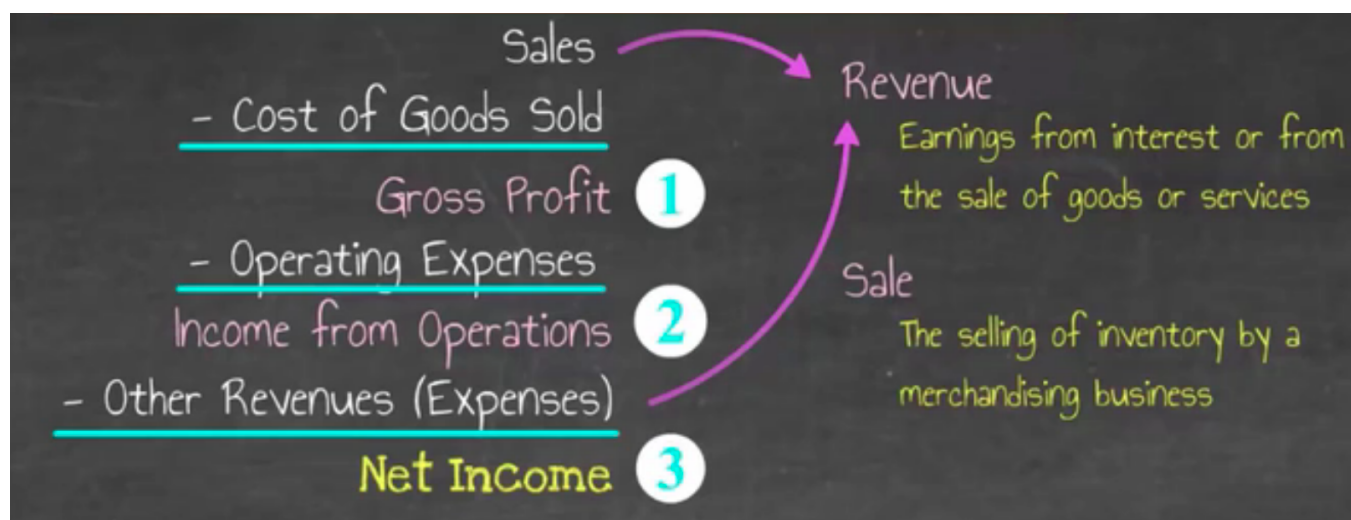 Sales
- Cost of Goods Sold
Gross Profit 1
- Operating Expenses
Income from Operations 2
- Other Revenues (Expenses)
Net Income 3
Revenue
Earnings from interest or from
the sale of goods or services
Sale
The selling of inventory by a
merchandising business